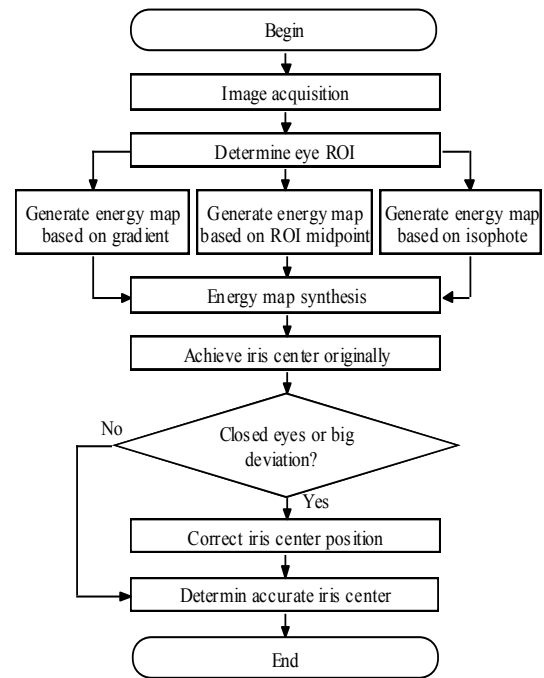 Begin
Image acquisition
Determine eye ROI
Generate energy map
based on gradient
Generate energy map
based on ROI midpoint
Generate energy map
based on isophote
Energy map synthesis
Achieve iris center originally
Closed eyes or big
deviation?
No
Yes
Correct iris center position
Determin accurate iris center
End